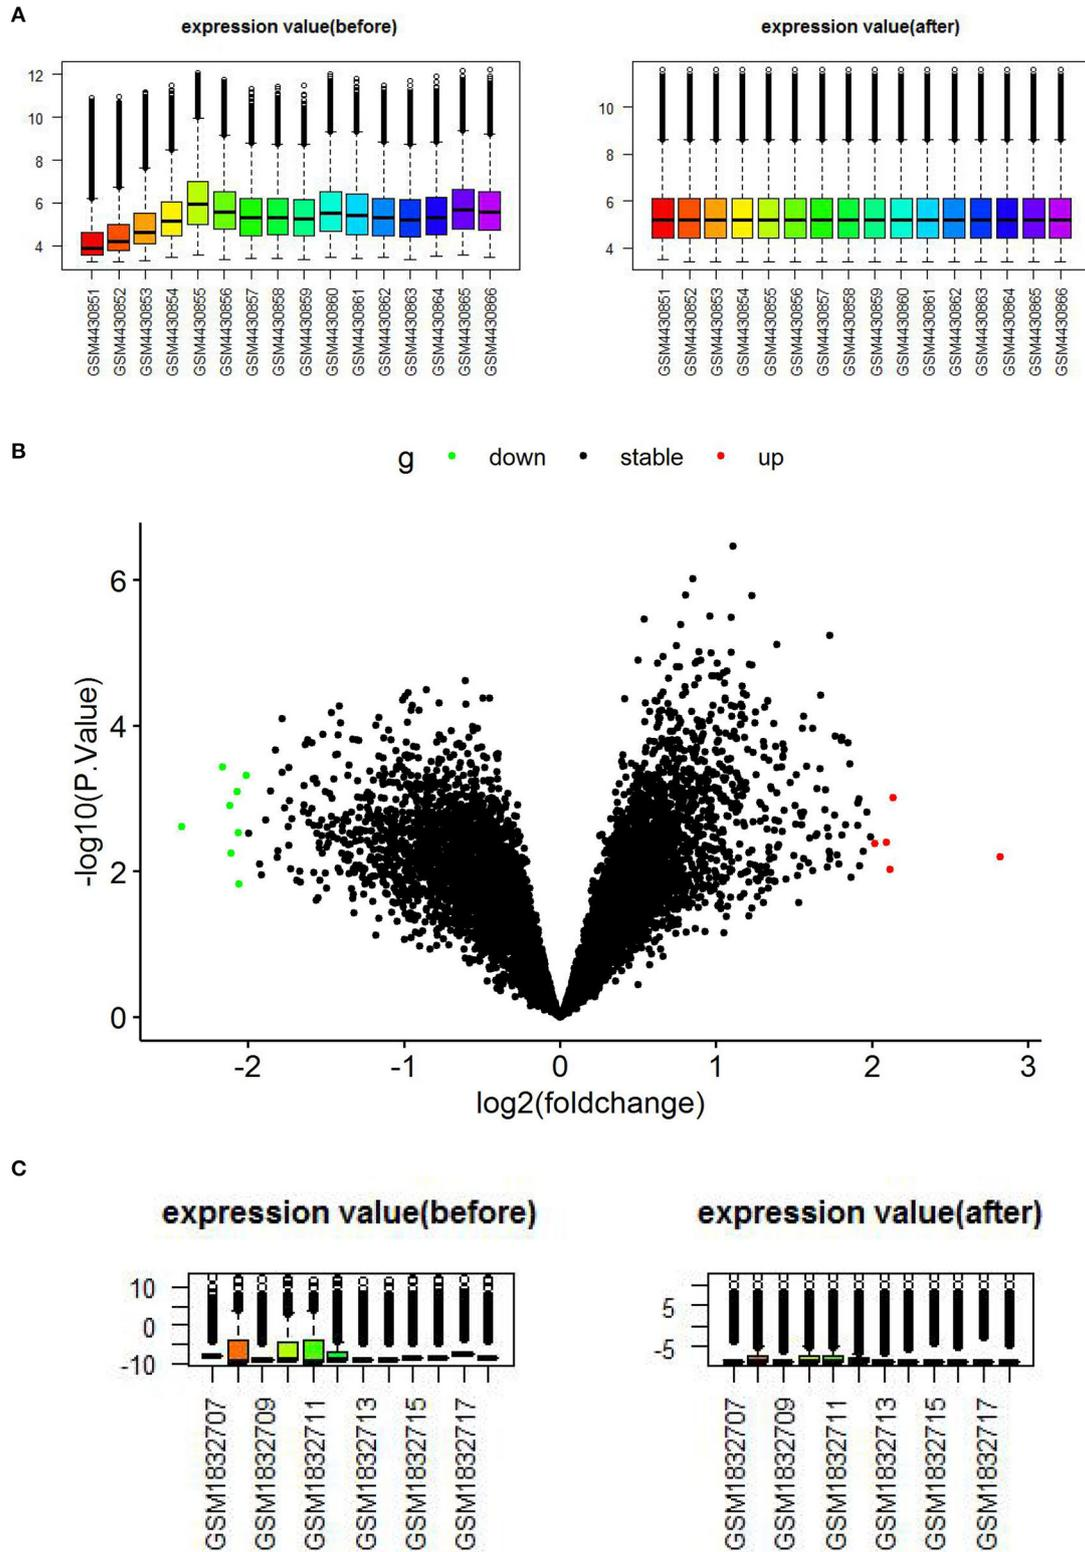 A
expression value(before)
expression value(after)
12
10
8
6
4
10
8
6
4
GSM4430851
GSM4430852
GSM4430853
GSM4430854
GSM4430855
GSM4430856
GSM4430857
GSM4430858
GSM4430859
GSM4430860
GSM4430861
GSM4430862
GSM4430863
GSM4430864
GSM4430865
GSM4430866
GSM4430851
GSM4430852
GSM4430853
GSM4430854
GSM4430855
GSM4430856
GSM4430857
GSM4430858
GSM4430859
GSM4430860
GSM4430861
GSM4430862
GSM4430863
GSM4430864
GSM4430865
GSM4430866
B
g down stable up
-log10(P.Value)
6
4
2
0
-2 -1 0 1 2 3
log2(foldchange)
C
expression value(before)
expression value(after)
10
0
-10
5
-5
GSM1832707
GSM1832709
GSM1832711
GSM1832713
GSM1832715
GSM1832717
GSM1832707
GSM1832709
GSM1832711
GSM1832713
GSM1832715
GSM1832717